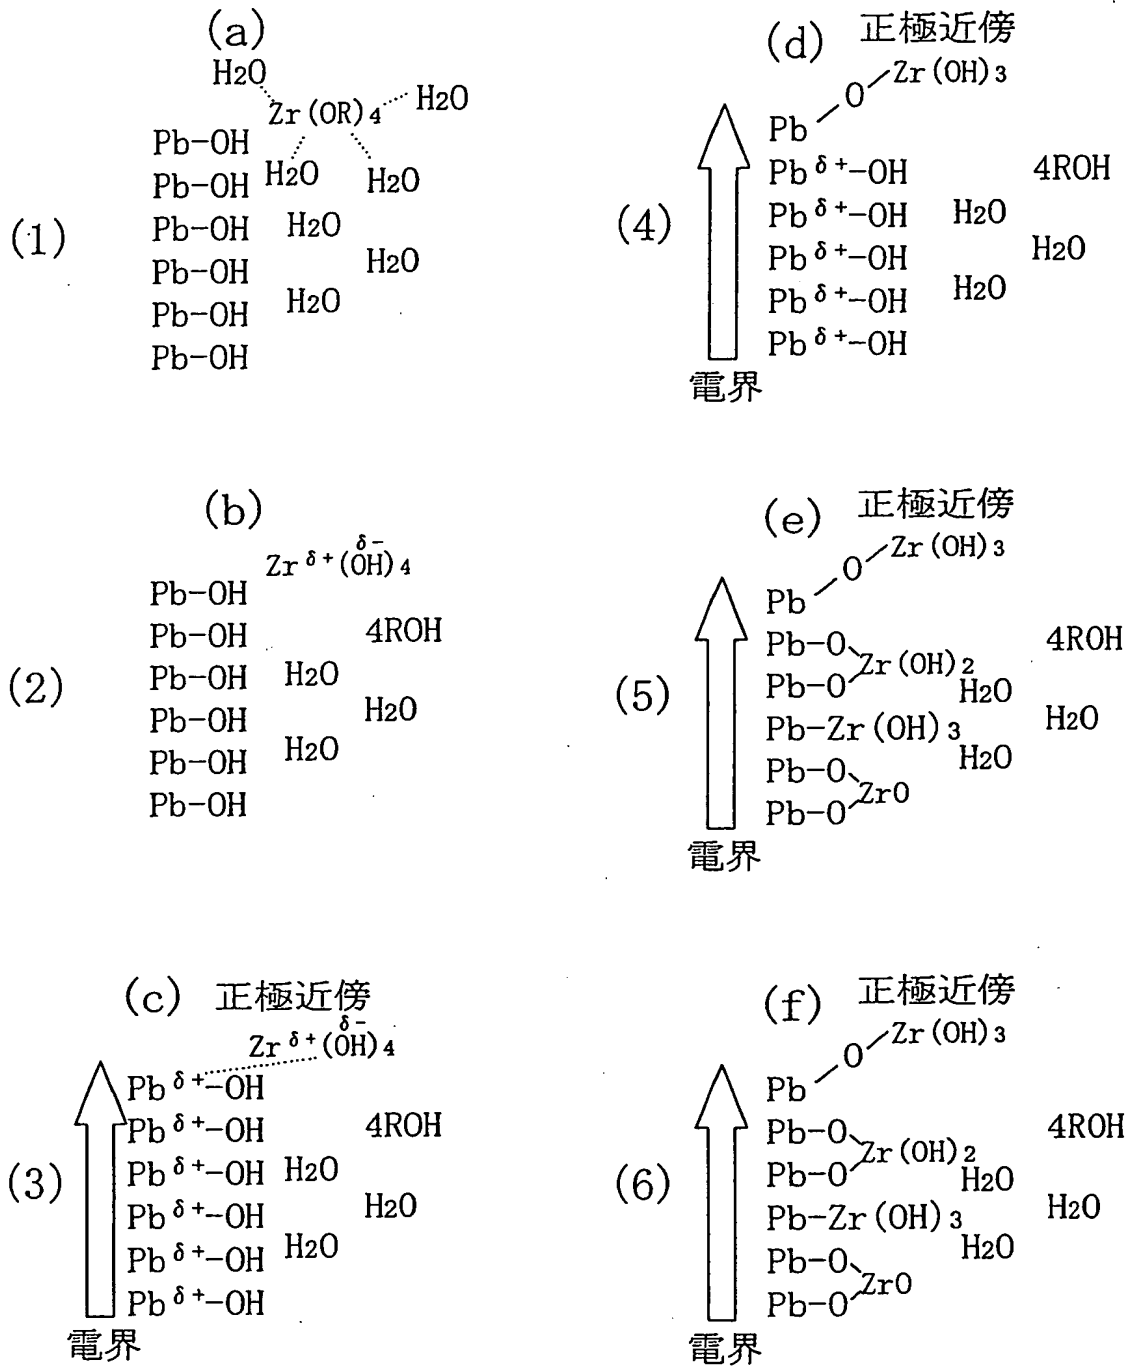 (a)
H2O
Zr(OR)4
H2O
Pb-OH
H2O
H2O
Pb-OH
(1)
Pb-OH
H2O
Pb-OH
H2O
Pb-OH
H2O
Pb-OH
(b)
Zr δ+(OH)4 δ-
Pb-OH
Pb-OH
4ROH
(2)
Pb-OH
H2O
Pb-OH
H2O
Pb-OH
H2O
Pb-OH
(c) 正極近傍
Zr δ+(OH)4 δ-
Pb δ+-OH
Pb δ+-OH
4ROH
(3)
Pb δ+-OH
H2O
Pb δ+-OH
H2O
Pb δ+-OH
H2O
Pb δ+-OH
電界
(d) 正極近傍
Zr(OH)3
O
Pb
Pb δ+-OH
4ROH
(4)
Pb δ+-OH
H2O
Pb δ+-OH
H2O
Pb δ+-OH
H2O
Pb δ+-OH
電界
(e) 正極近傍
Zr(OH)3
O
Pb
Pb-O
4ROH
Zr(OH)2
(5)
Pb-O
H2O
Pb-Zr(OH)3
H2O
H2O
Pb-O
ZrO
Pb-O
電界
(f) 正極近傍
Zr(OH)3
O
Pb
Pb-O
4ROH
Zr(OH)2
(6)
Pb-O
H2O
Pb-Zr(OH)3
H2O
H2O
Pb-O
ZrO
Pb-O
電界